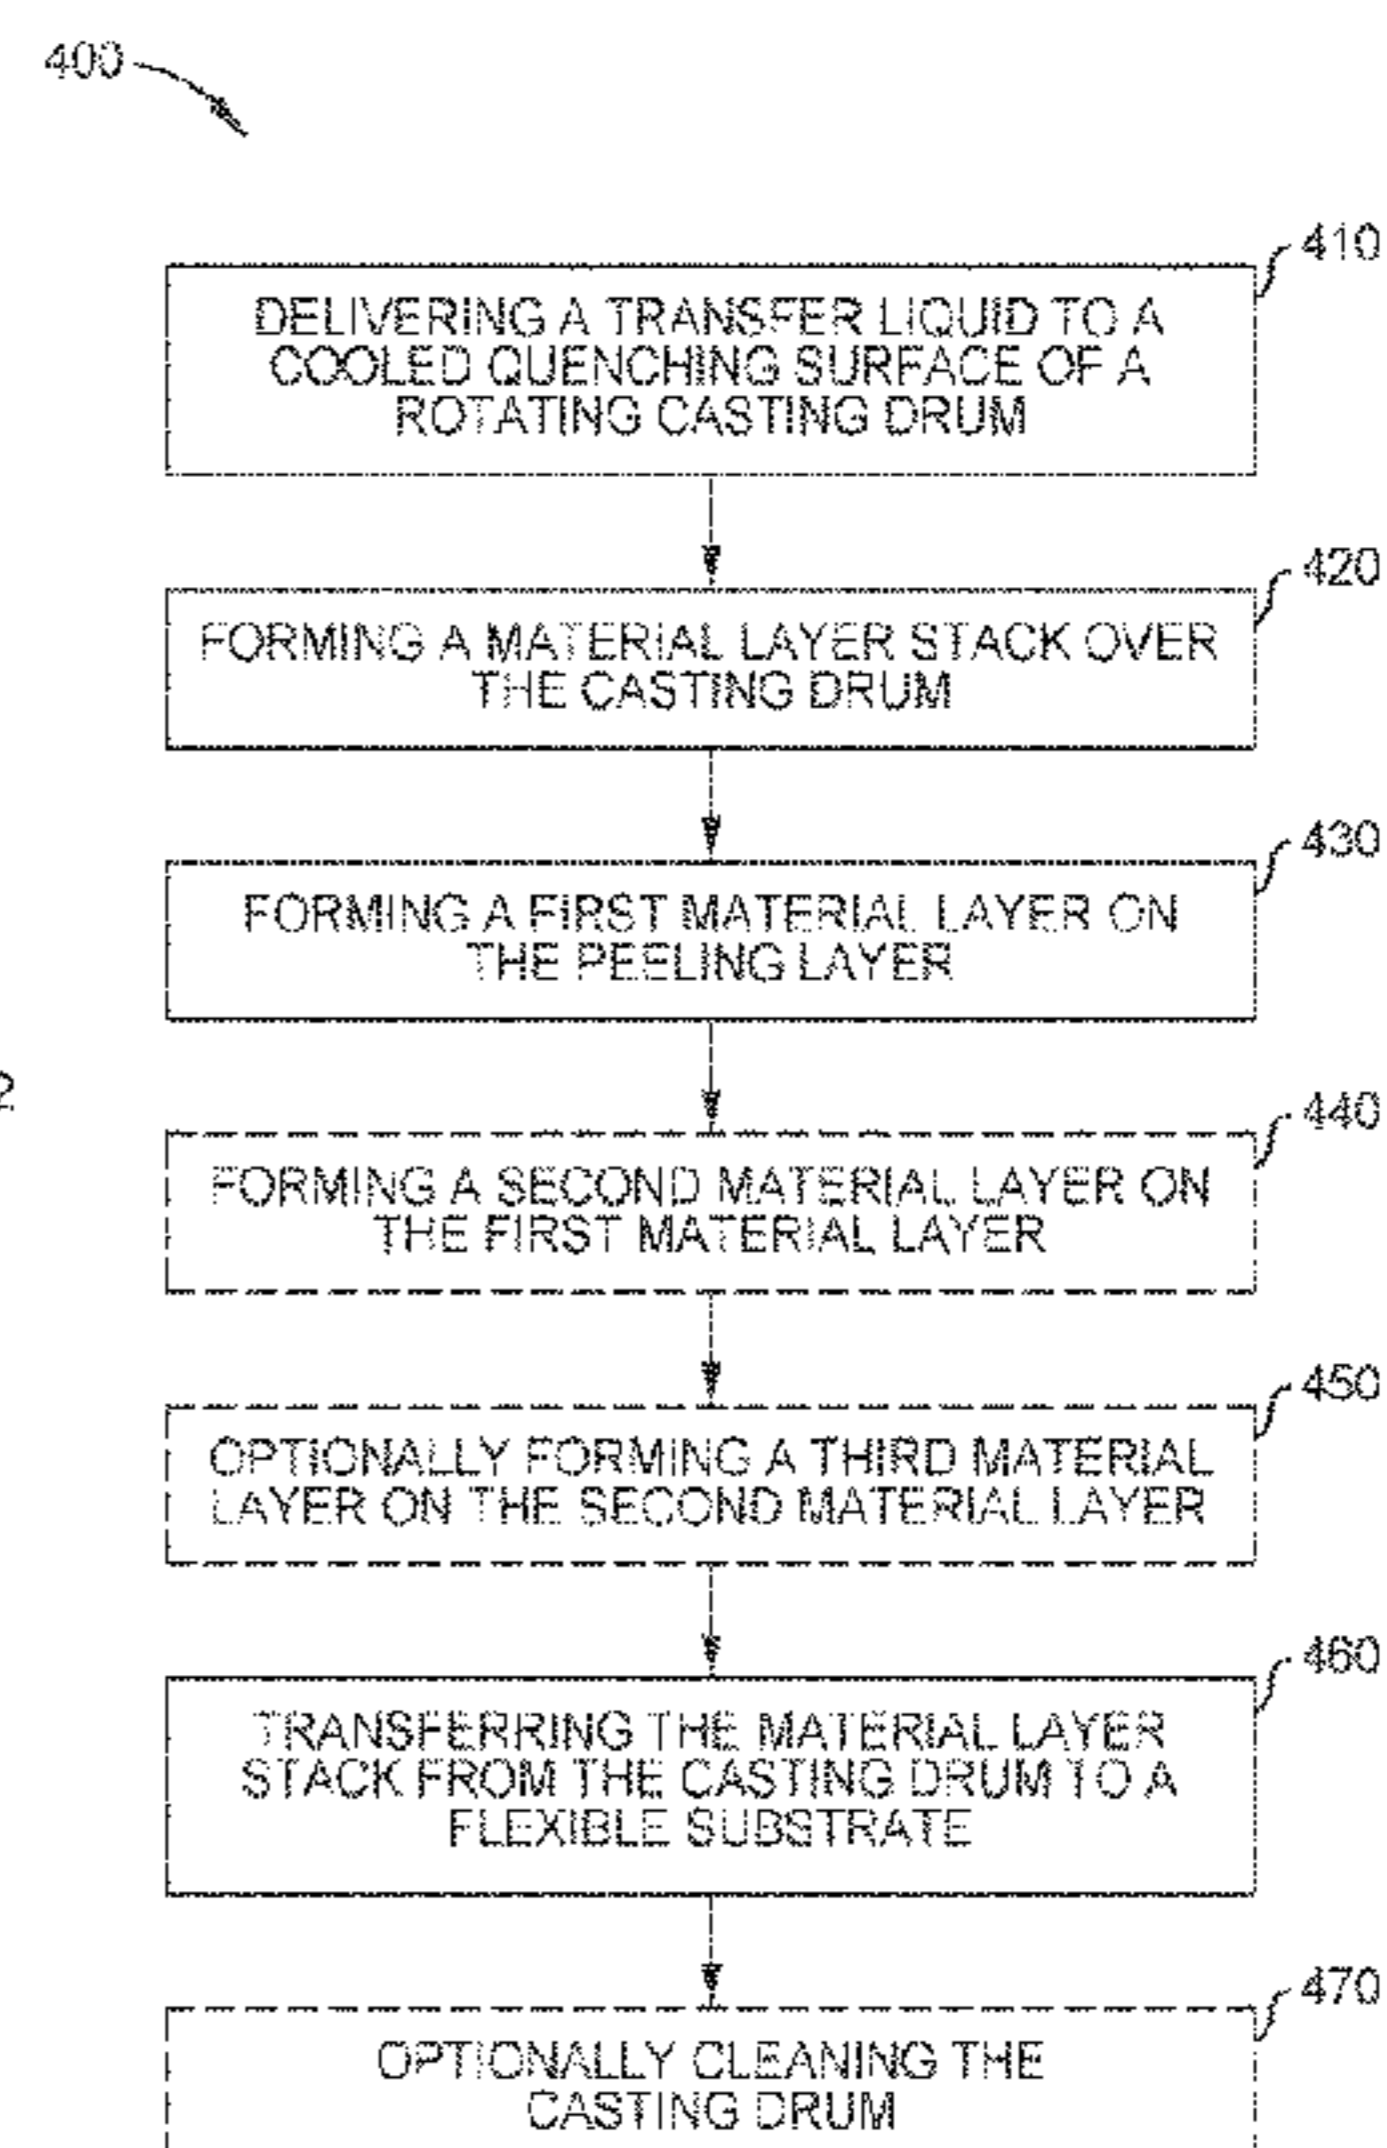 400
410
DELIVERING A TRANSFER LIQUID TO A
COOLED QUENCHING SURFACE OF A
ROTATING CASTING DRUM
420
FORMING A MATERIAL LAYER STACK OVER
THE CASTING DRUM
430
FORMING A FIRST MATERIAL LAYER ON
THE PEELING LAYER
440
FORMING A SECOND MATERIAL LAYER ON
THE FIRST MATERIAL LAYER
450
OPTIONALLY FORMING A THIRD MATERIAL
LAYER ON THE SECOND MATERIAL LAYER
460
TRANSFERRING THE MATERIAL LAYER
STACK FROM THE CASTING DRUM TO A
FLEXIBLE SUBSTRATE
470
OPTIONALLY CLEANING THE
CASTING DRUM